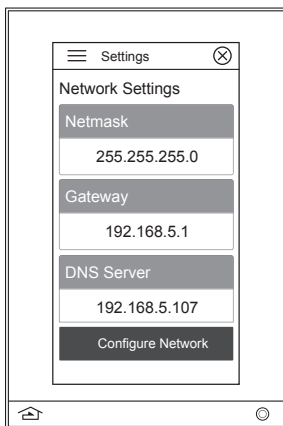 Settings
Network Settings
Netmask
255.255.255.0
Gateway
192.168.5.1
DNS Server
192.168.5.107
Configure Network